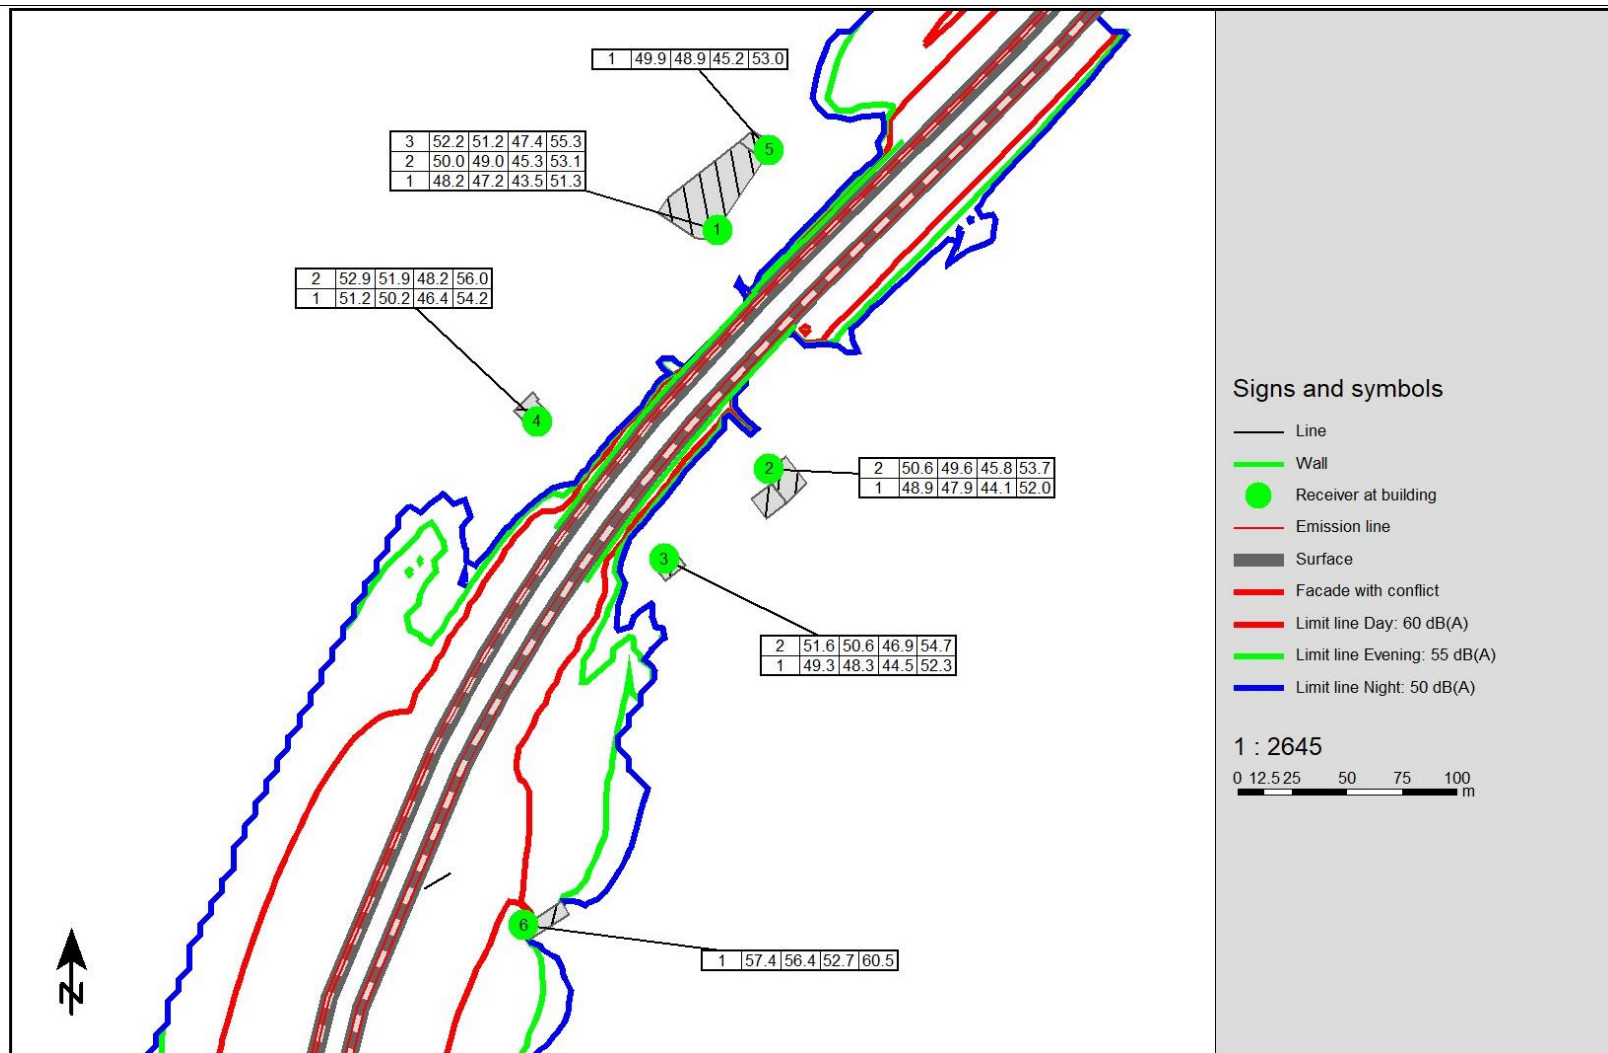 1 49.9 48.9 45.2 53.0
5
3 52.2 51.2 47.4 55.3
2 50.0 49.0 45.3 53.1
1 48.2 47.2 43.5 51.3
1
2 52.9 51.9 48.2 56.0
1 51.2 50.2 46.4 54.2
4
2
2 50.6 49.6 45.8 53.7
1 48.9 47.9 44.1 52.0
3
2 51.6 50.6 46.9 54.7
1 49.3 48.3 44.5 52.3
6
1 57.4 56.4 52.7 60.5
N
Signs and symbols
Line
Wall
Receiver at building
Emission line
Surface
Facade with conflict
Limit line Day: 60 dB(A)
Limit line Evening: 55 dB(A)
Limit line Night: 50 dB(A)
1 : 2645
0 12.5 25 50 75 100
m